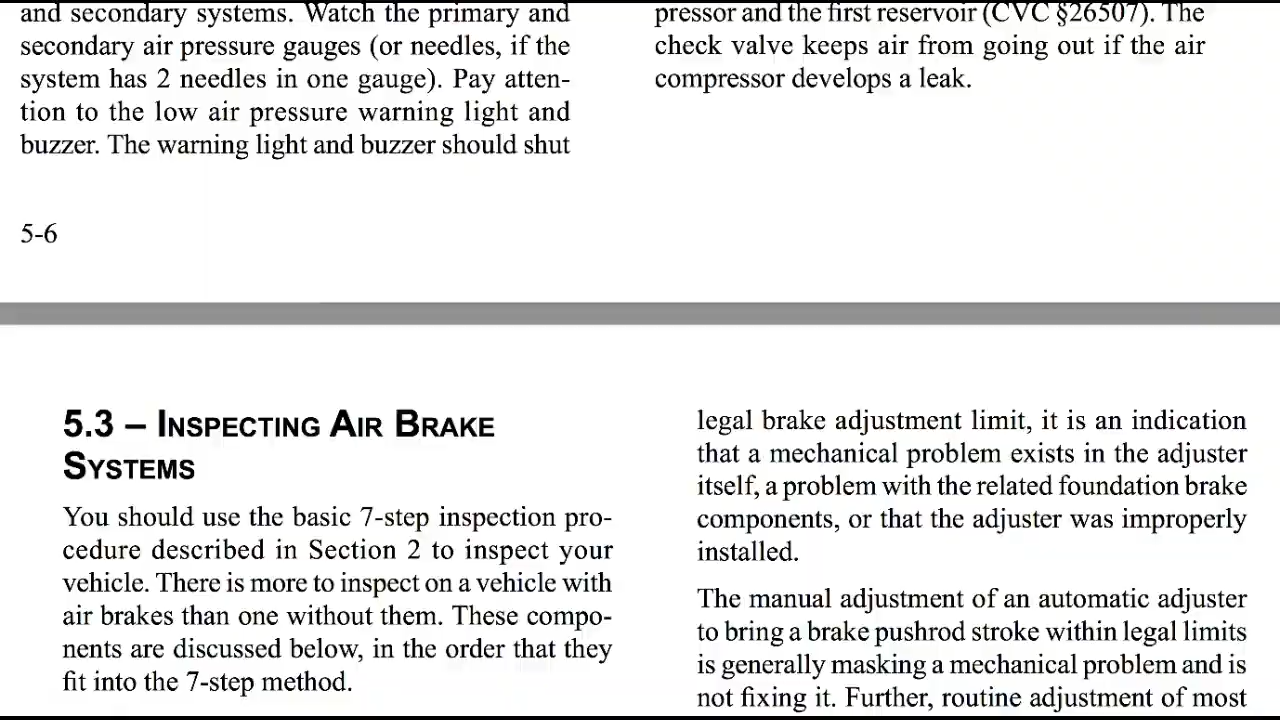 and secondary systems. Watch the primary and
secondary air pressure gauges (or needles, if the
system has 2 needles in one gauge). Pay atten-
tion to the low air pressure warning light and
buzzer. The warning light and buzzer should shut
pressor and the first reservoir (CVC §26507). The
check valve keeps air from going out if the air
compressor develops a leak.
5-6
5.3 – Inspecting Air Brake
Systems
You should use the basic 7-step inspection pro-
cedure described in Section 2 to inspect your
vehicle. There is more to inspect on a vehicle with
air brakes than one without them. These compo-
nents are discussed below, in the order that they
fit into the 7-step method.
legal brake adjustment limit, it is an indication
that a mechanical problem exists in the adjuster
itself, a problem with the related foundation brake
components, or that the adjuster was improperly
installed.
The manual adjustment of an automatic adjuster
to bring a brake pushrod stroke within legal limits
is generally masking a mechanical problem and is
not fixing it. Further, routine adjustment of most